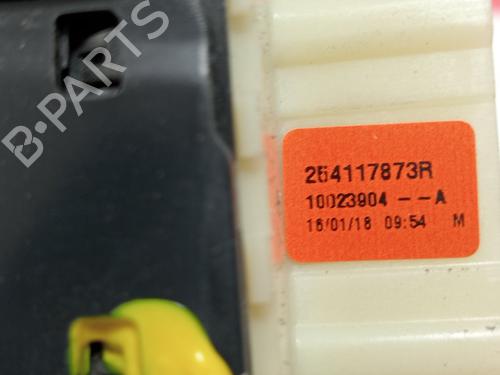 B-PARTS
254117873R
10023904 --A
16/01/18 09:54 M